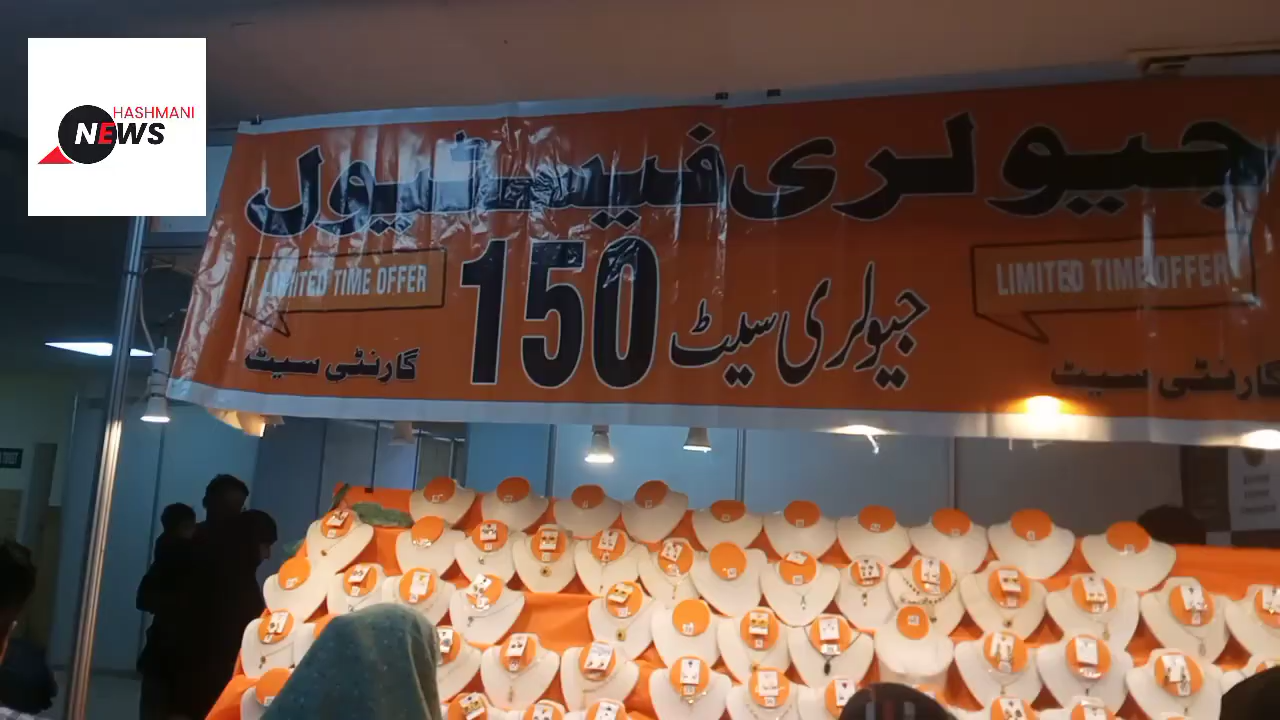 HASHMANI
NEWS
جیولری فیسٹیول
LIMITED TIME OFFER
جیولری سیٹ 150
LIMITED TIME OFFER
گارنٹی سیٹ
گارنٹی سیٹ